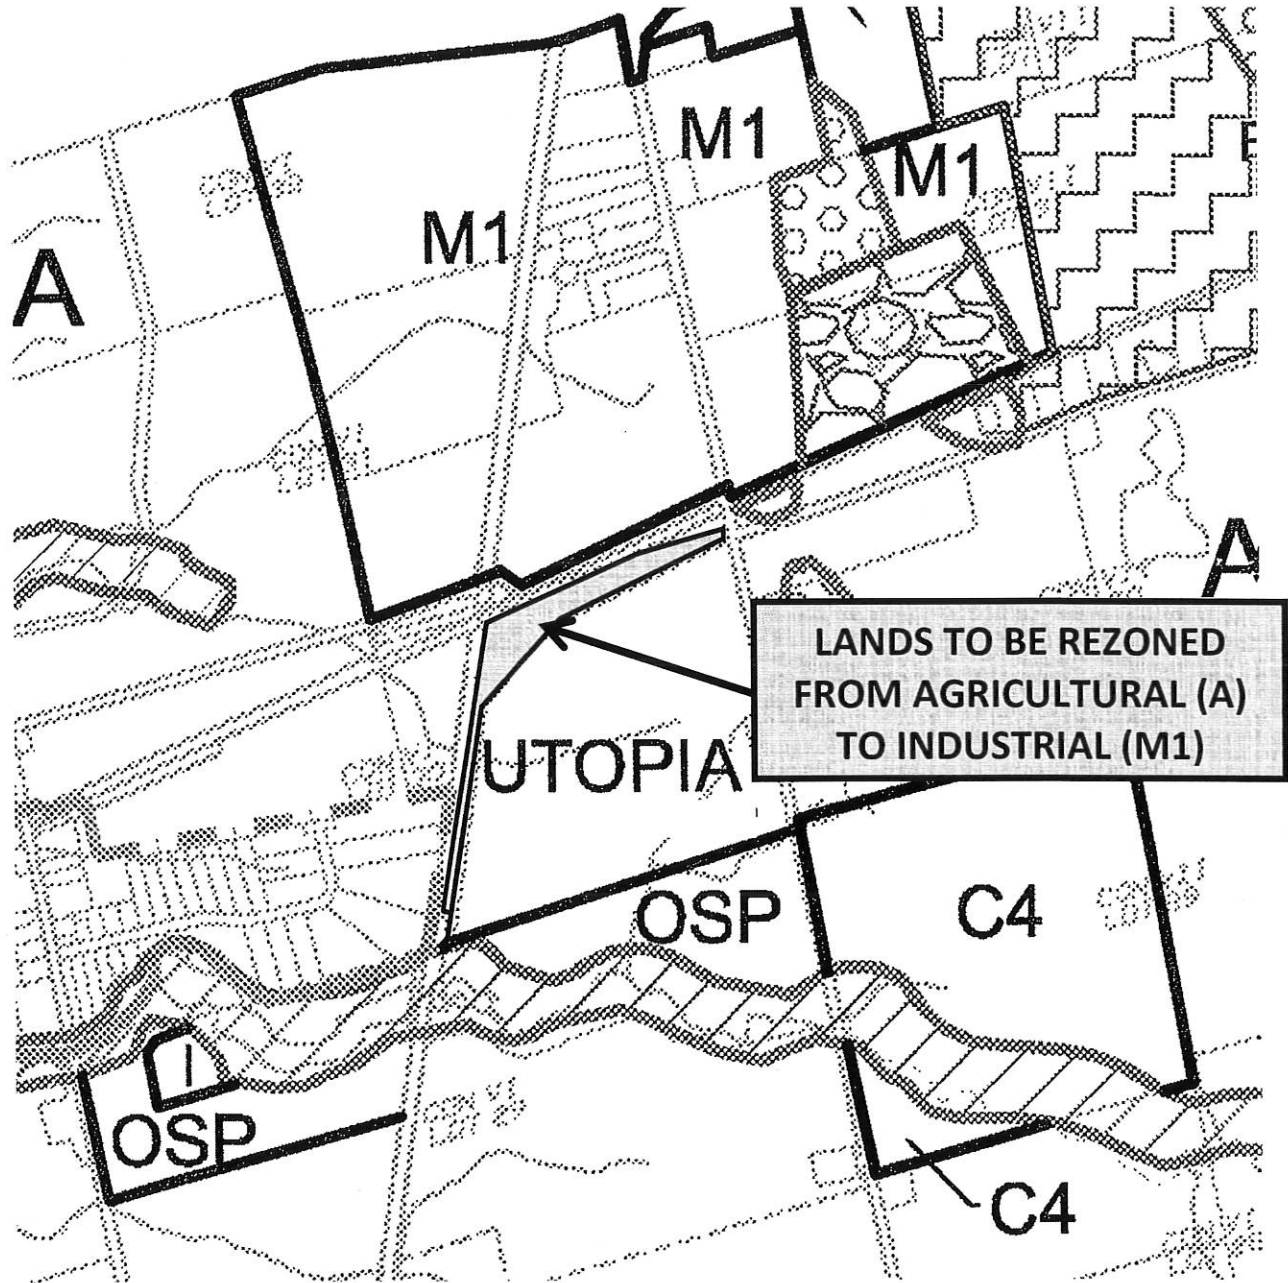 M1
M1
M1
A
A
LANDS TO BE REZONED
FROM AGRICULTURAL (A)
TO INDUSTRIAL (M1)
UTOPIA
OSP
C4
I
OSP
C4